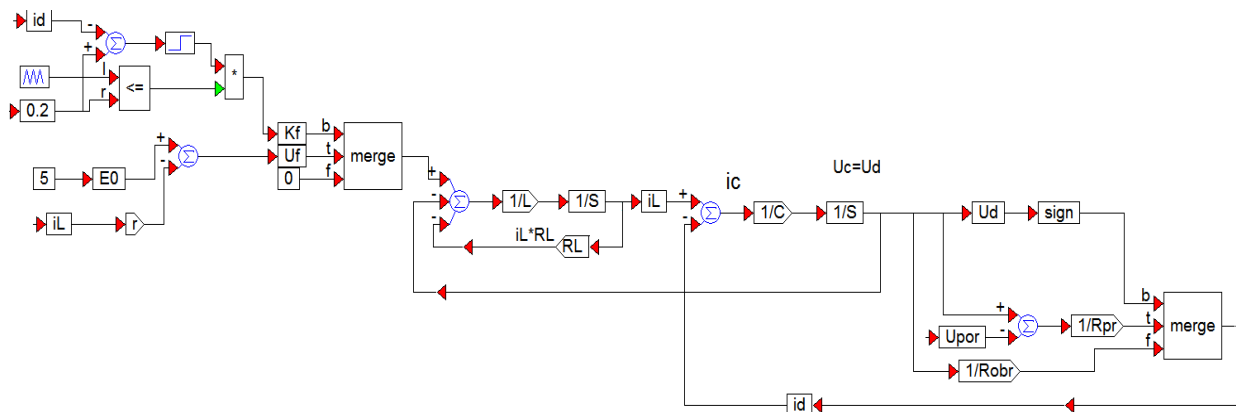 id
-
Σ
+
l
*
<=
r
0.2
Kf
b
merge
Uf
t
0
f
+
-
Σ
5
E0
iL
r
+
-
-
Σ
1/L
1/S
iL
iL*RL
RL
+
-
Σ
ic
1/C
1/S
Uc=Ud
Ud
sign
+
-
Σ
Upor
1/Rpr
1/Robr
b
t
f
merge
id